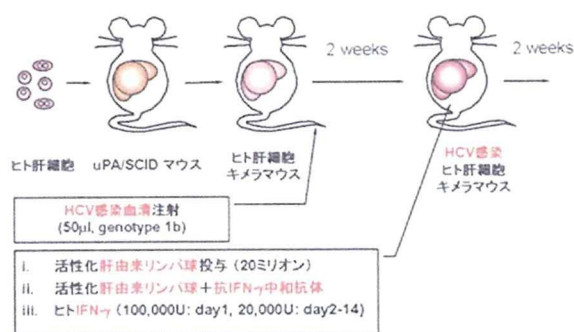 2 weeks
2 weeks
ヒト肝細胞
uPA/SCID マウス
ヒト肝細胞
キメラマウス
HCV感染
ヒト肝細胞
キメラマウス
HCV感染血清注射
(50μl, genotype 1b)
i. 活性化肝由来リンパ球投与 (20ミリオン)
ii. 活性化肝由来リンパ球+抗IFN-γ中和抗体
iii. ヒトIFN-γ (100,000U: day1, 20,000U: day2-14)